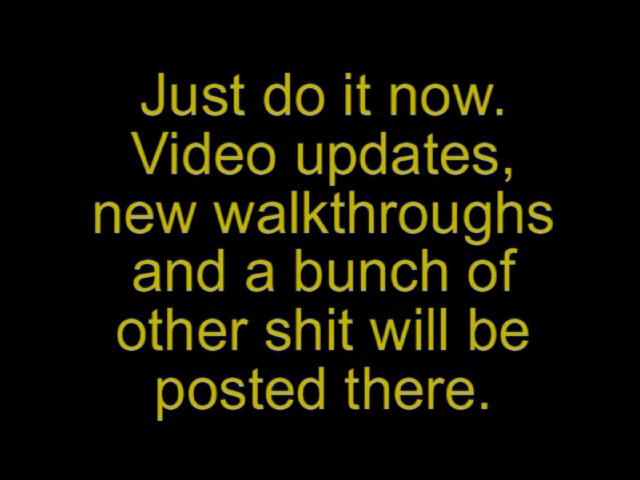 Just do it now.
Video updates,
new walkthroughs
and a bunch of
other shit will be
posted there.